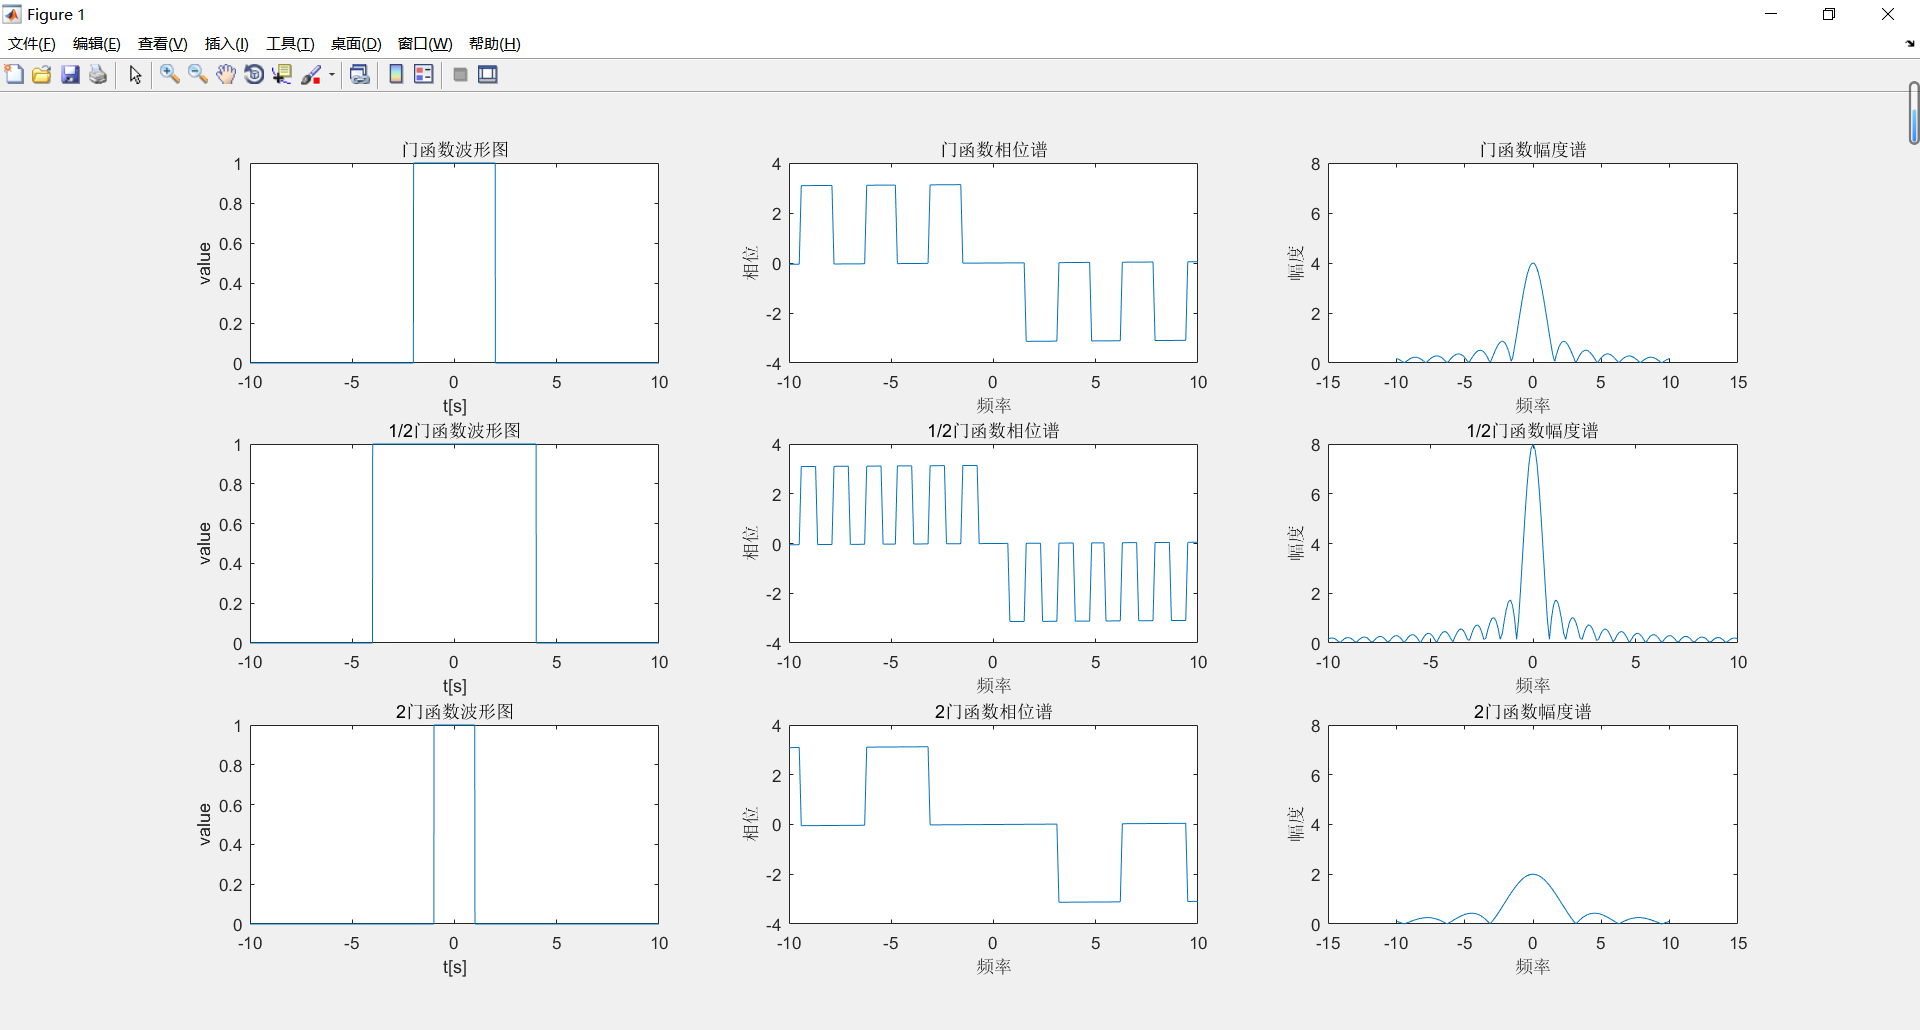 Figure 1
文件(F) 编辑(E) 查看(V) 插入(I) 工具(T) 桌面(D) 窗口(W) 帮助(H)
门函数波形图
1
0.8
0.6
0.4
0.2
0
value
-10 -5 0 5 10
t[s]
门函数相位谱
4
2
0
-2
-4
相位
-10 -5 0 5 10
频率
门函数幅度谱
8
6
4
2
0
幅度
-15 -10 -5 0 5 10 15
频率
1/2门函数波形图
1
0.8
0.6
0.4
0.2
0
value
-10 -5 0 5 10
t[s]
1/2门函数相位谱
4
2
0
-2
-4
相位
-10 -5 0 5 10
频率
1/2门函数幅度谱
8
6
4
2
0
幅度
-10 -5 0 5 10
频率
2门函数波形图
1
0.8
0.6
0.4
0.2
0
value
-10 -5 0 5 10
t[s]
2门函数相位谱
4
2
0
-2
-4
相位
-10 -5 0 5 10
频率
2门函数幅度谱
8
6
4
2
0
幅度
-15 -10 -5 0 5 10 15
频率